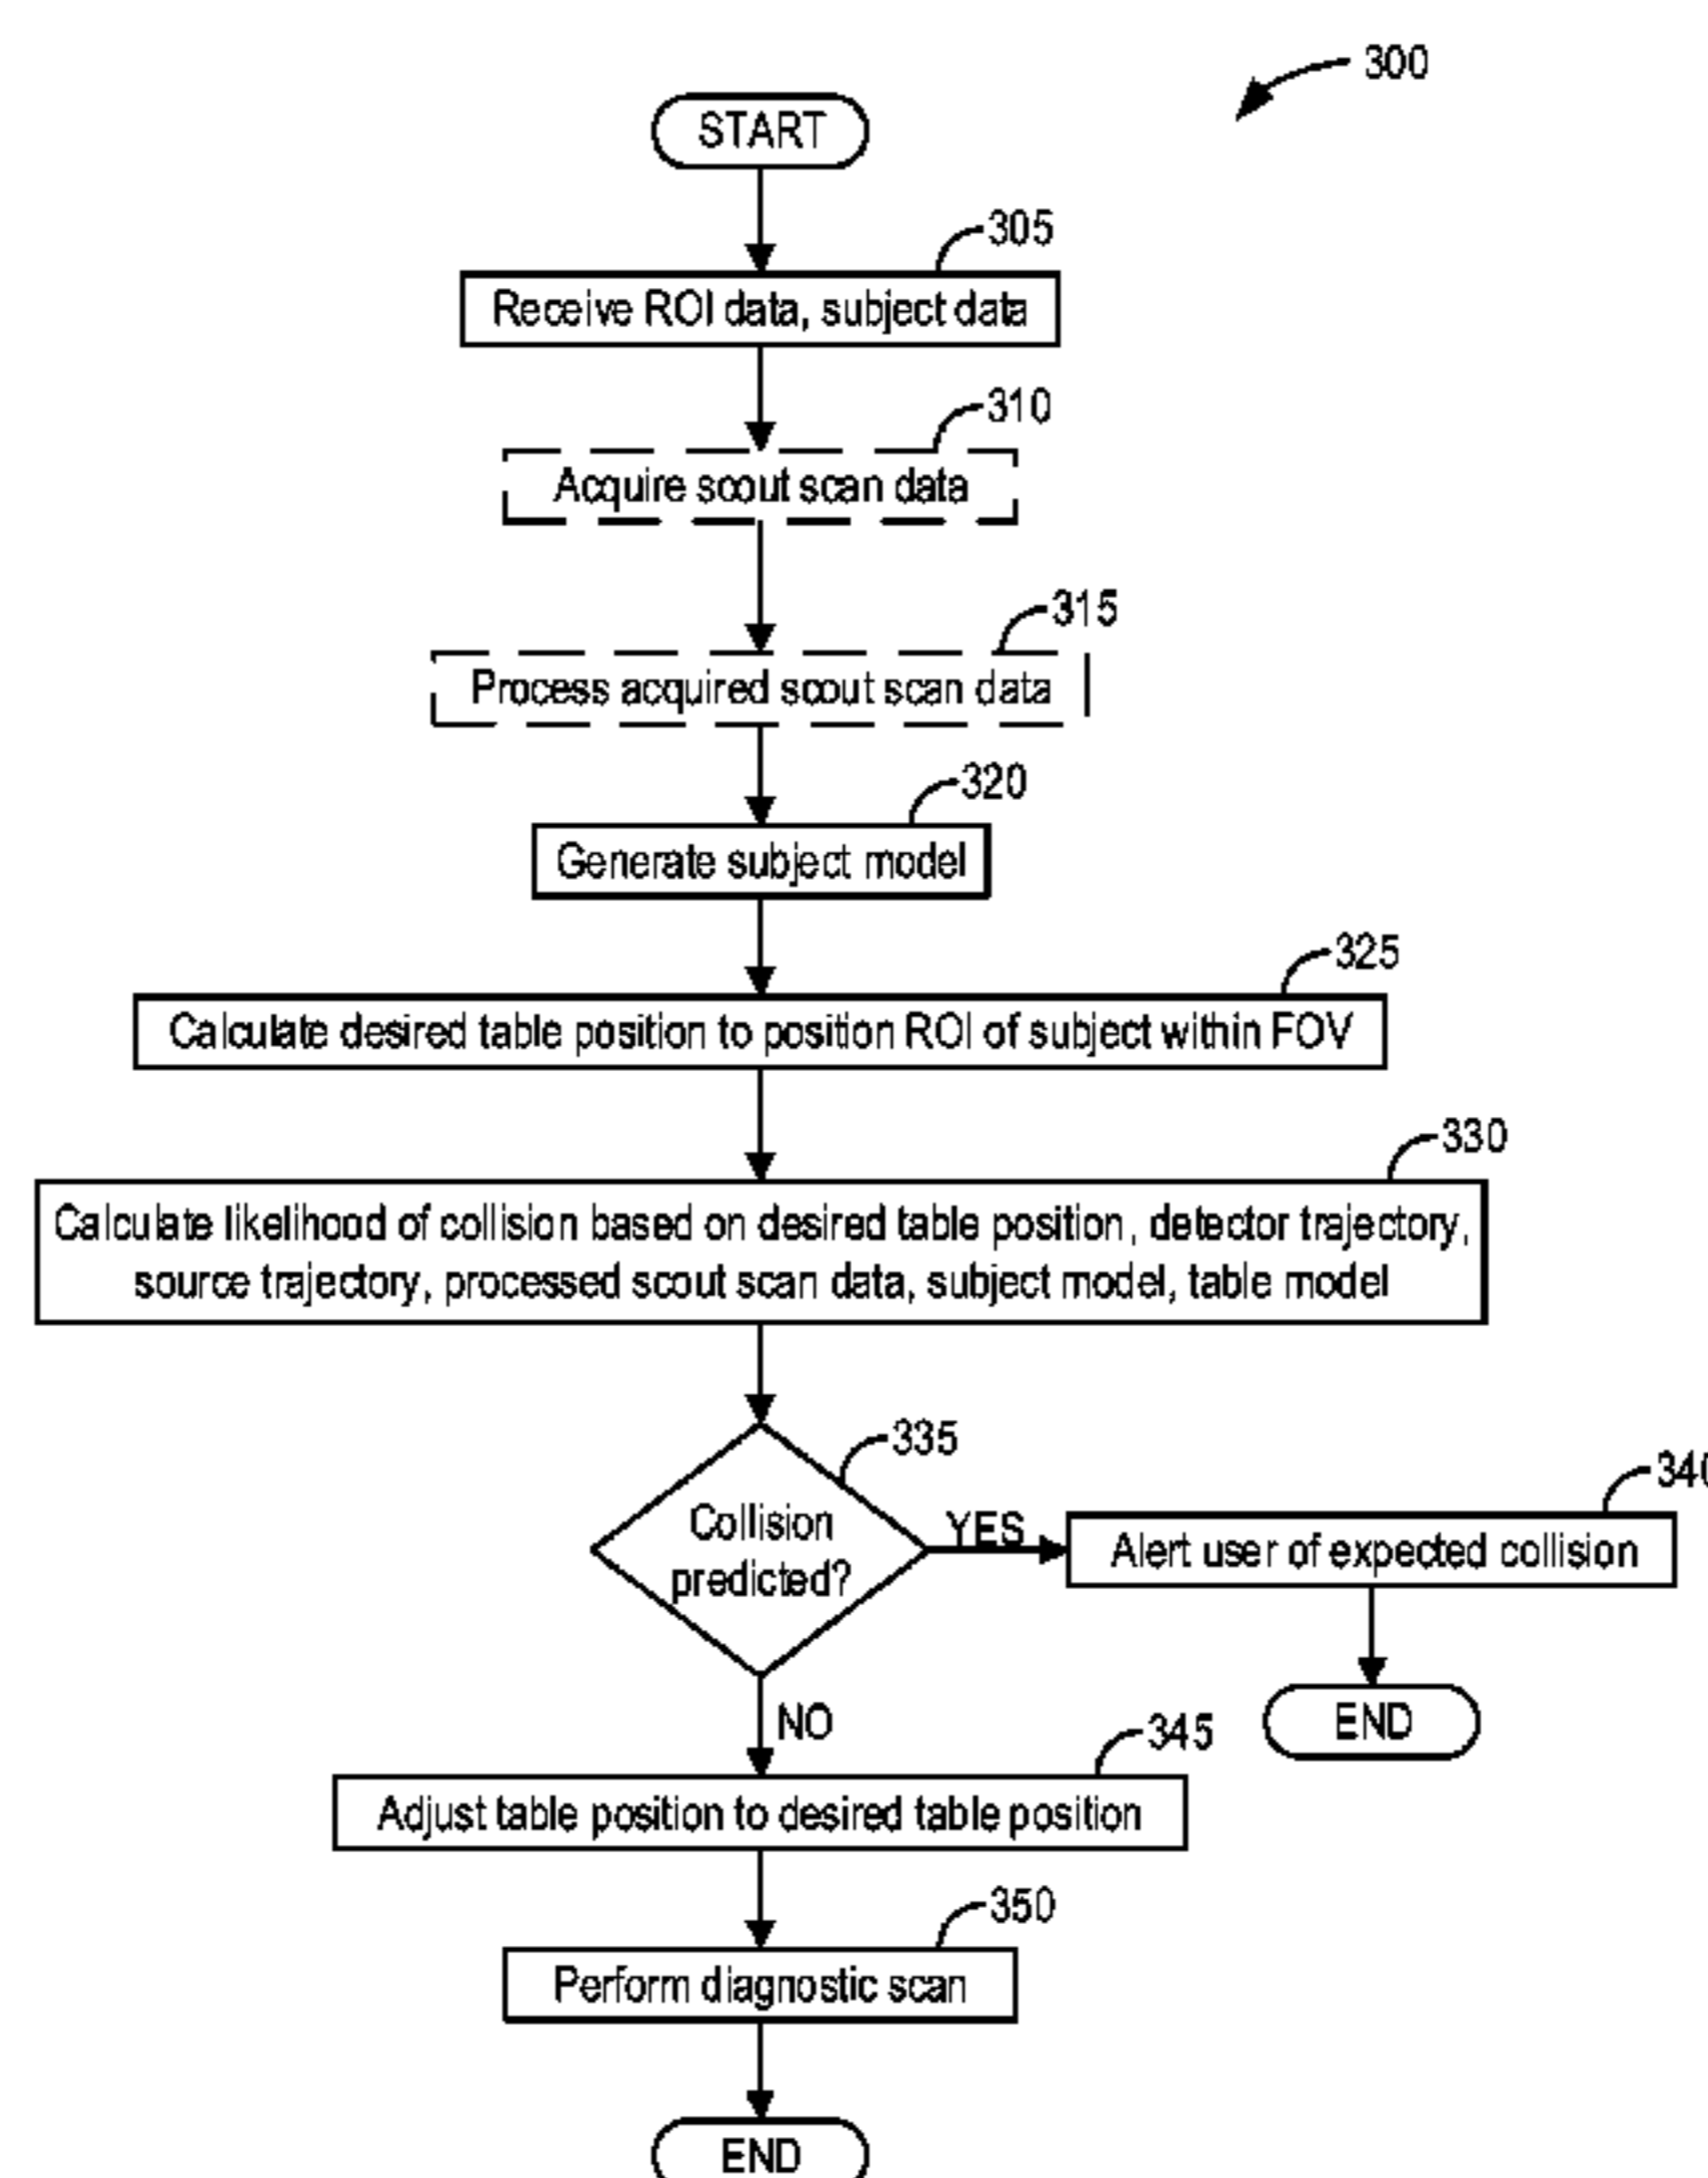 300
START
305
Receive ROI data, subject data
310
Acquire scout scan data
315
Process acquired scout scan data
320
Generate subject model
325
Calculate desired table position to position ROI of subject within FOV
330
Calculate likelihood of collision based on desired table position, detector trajectory,
source trajectory, processed scout scan data, subject model, table model
335
Collision
predicted?
YES
340
Alert user of expected collision
END
NO
345
Adjust table position to desired table position
350
Perform diagnostic scan
END